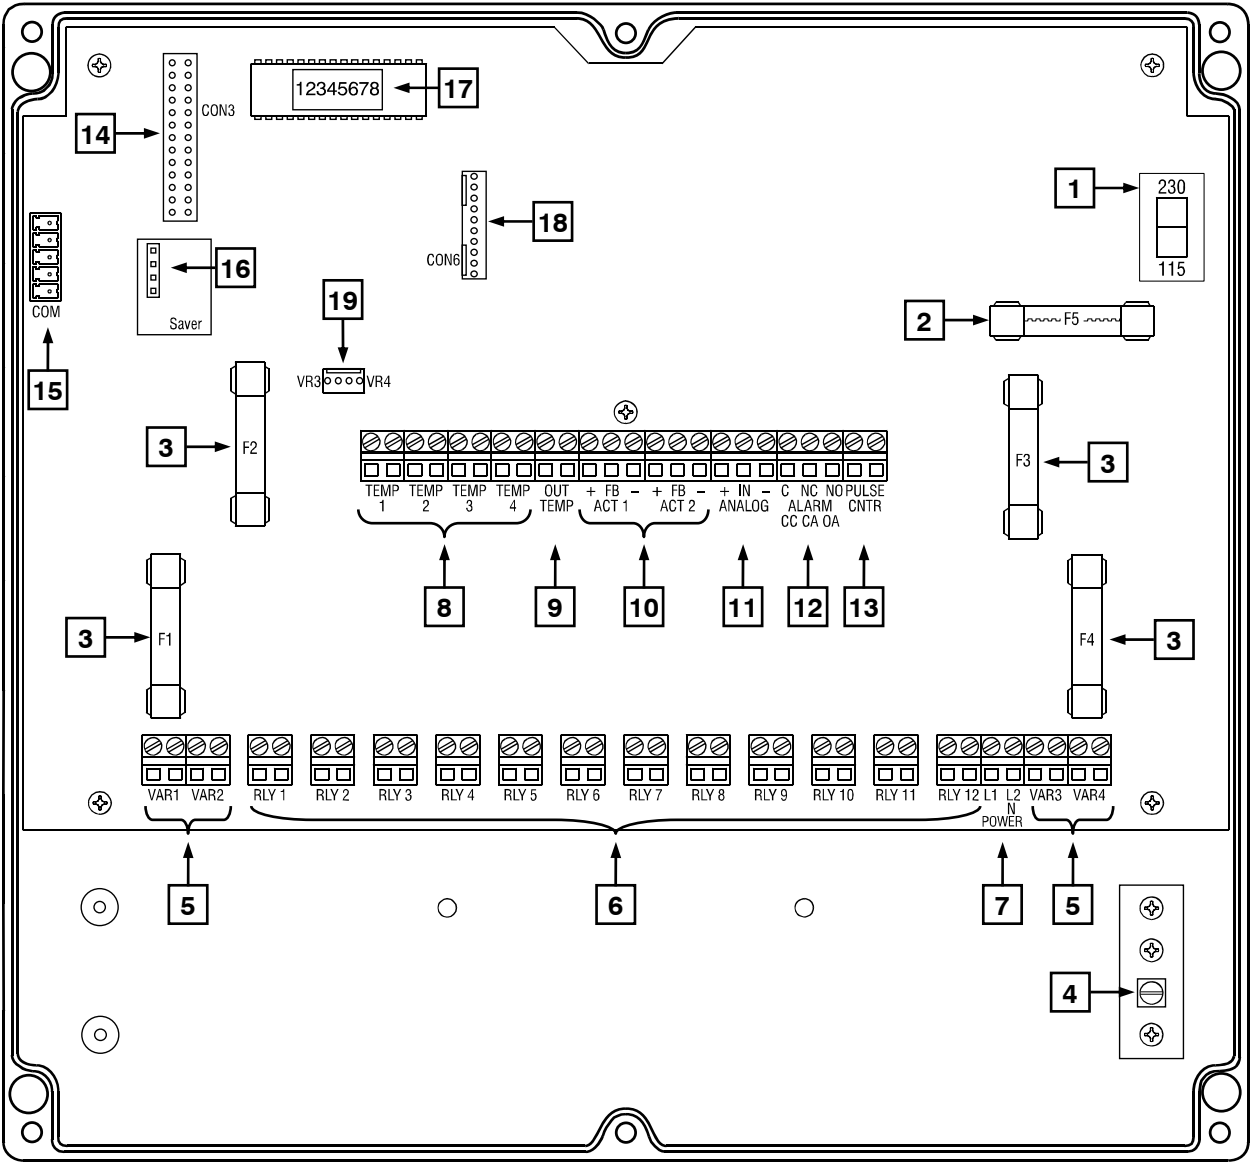 12345678
17
CON3
14
230
1
115
18
CON6
16
Saver
COM
15
19
VR3
VR4
2
F5
3
F2
F3
3
TEMP 1
TEMP 2
TEMP 3
TEMP 4
OUT TEMP
+ FB −
ACT 1
+ FB −
ACT 2
+ IN −
ANALOG
C NC NO
ALARM
CC CA OA
PULSE
CNTR
8
9
10
11
12
13
3
F1
F4
3
VAR1
VAR2
RLY 1
RLY 2
RLY 3
RLY 4
RLY 5
RLY 6
RLY 7
RLY 8
RLY 9
RLY 10
RLY 11
RLY 12
L1 L2
N
POWER
VAR3
VAR4
5
6
7
5
4